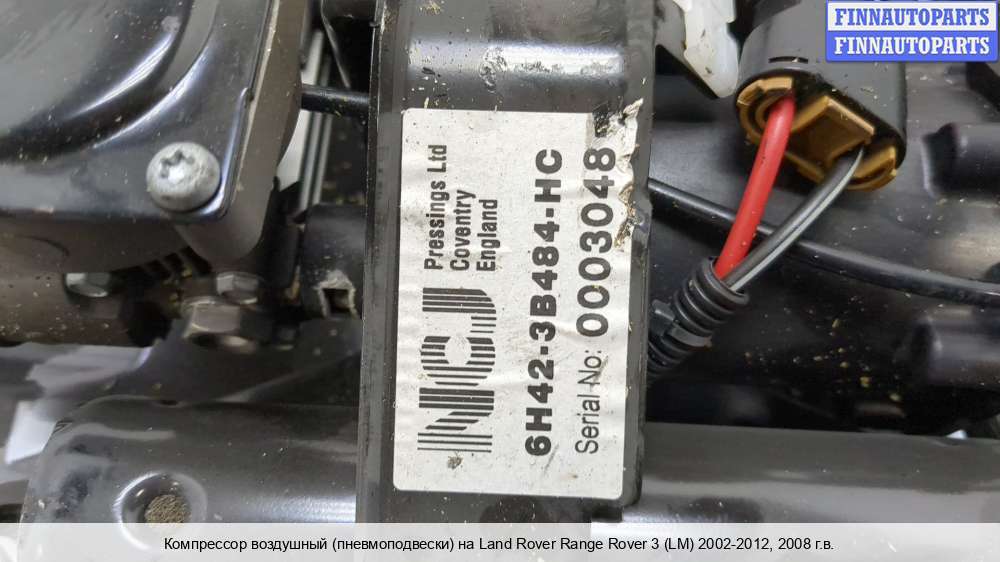 FINNAUTOPARTS
FINNAUTOPARTS
NCJ
Pressings Ltd
Coventry
England
6H42-3B484-HC
Serial No: 0003048
Компрессор воздушный (пневмоподвески) на Land Rover Range Rover 3 (LM) 2002-2012, 2008 г.в.